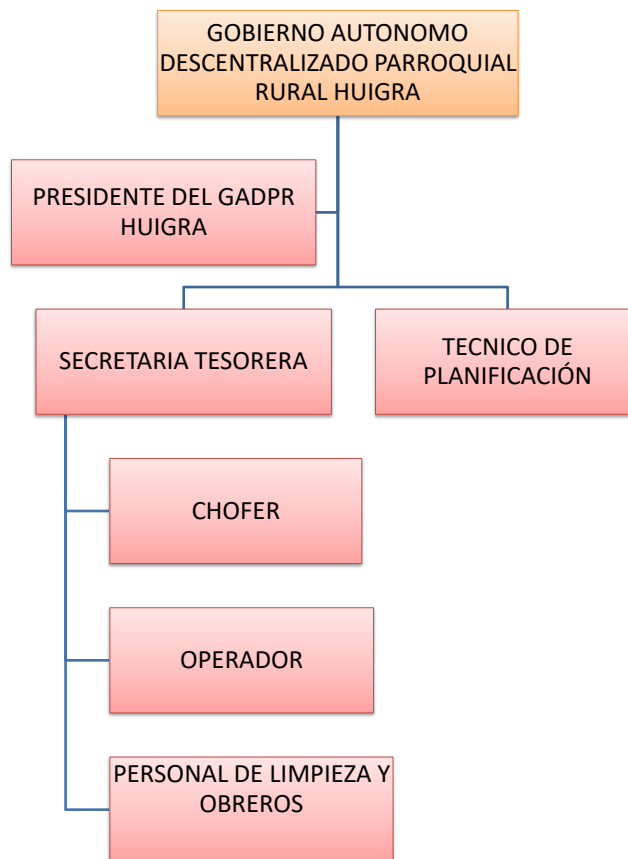 GOBIERNO AUTONOMO
DESCENTRALIZADO PARROQUIAL
RURAL HUIGRA
PRESIDENTE DEL GADPR
HUIGRA
SECRETARIA TESORERA
TECNICO DE
PLANIFICACIÓN
CHOFER
OPERADOR
PERSONAL DE LIMPIEZA Y
OBREROS